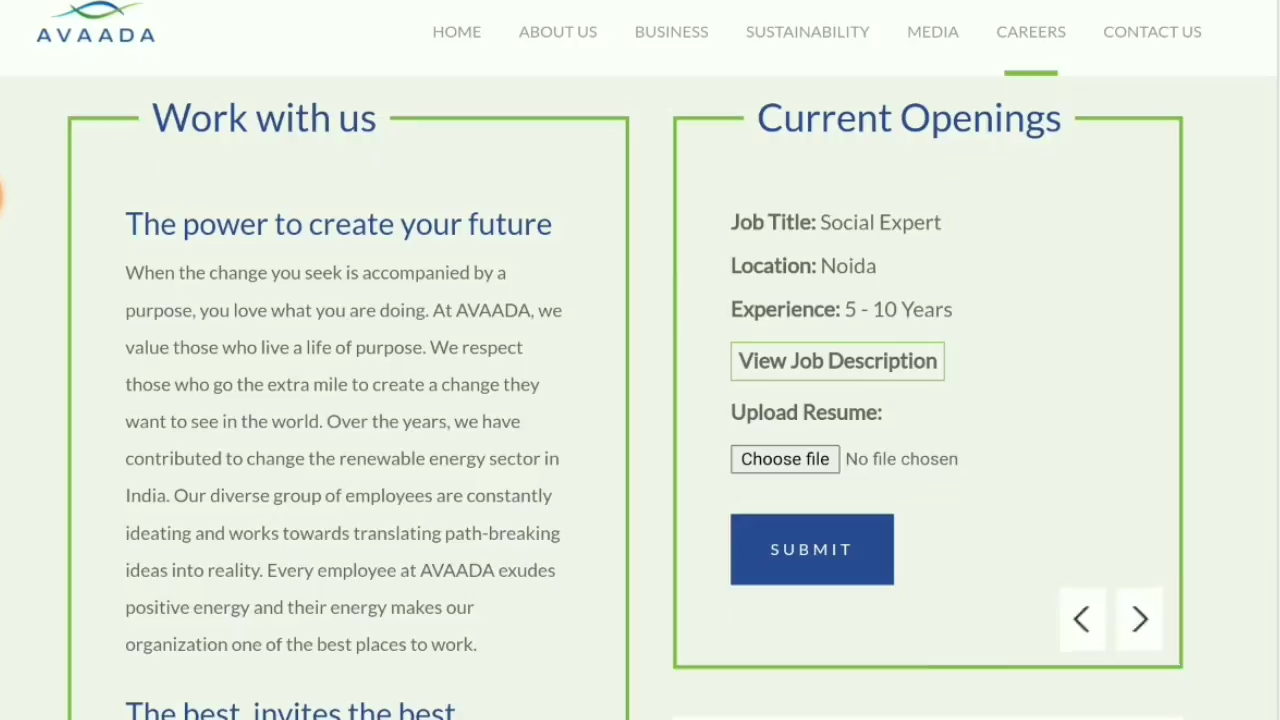 AVAADA
HOME ABOUT US BUSINESS SUSTAINABILITY MEDIA CAREERS CONTACT US
Work with us
The power to create your future
When the change you seek is accompanied by a
purpose, you love what you are doing. At AVAADA, we
value those who live a life of purpose. We respect
those who go the extra mile to create a change they
want to see in the world. Over the years, we have
contributed to change the renewable energy sector in
India. Our diverse group of employees are constantly
ideating and works towards translating path-breaking
ideas into reality. Every employee at AVAADA exudes
positive energy and their energy makes our
organization one of the best places to work.
The best, invites the best
Current Openings
Job Title: Social Expert
Location: Noida
Experience: 5 - 10 Years
View Job Description
Upload Resume:
Choose file No file chosen
SUBMIT